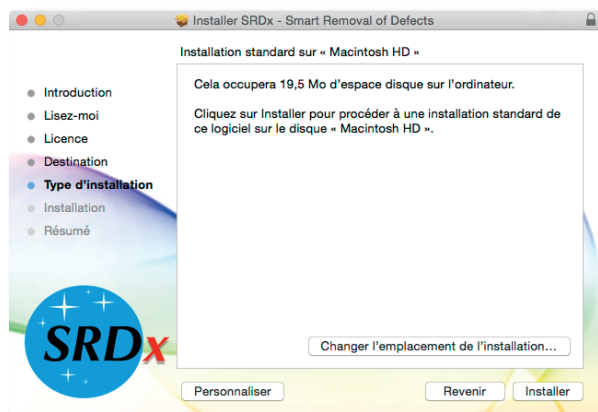 Installer SRDx - Smart Removal of Defects
Installation standard sur « Macintosh HD »
Introduction
Lisez-moi
Licence
Destination
Type d'installation
Installation
Résumé
Cela occupera 19,5 Mo d'espace disque sur l'ordinateur.
Cliquez sur Installer pour procéder à une installation standard de
ce logiciel sur le disque « Macintosh HD ».
SRDx
Changer l'emplacement de l'installation...
Personnaliser
Revenir
Installer